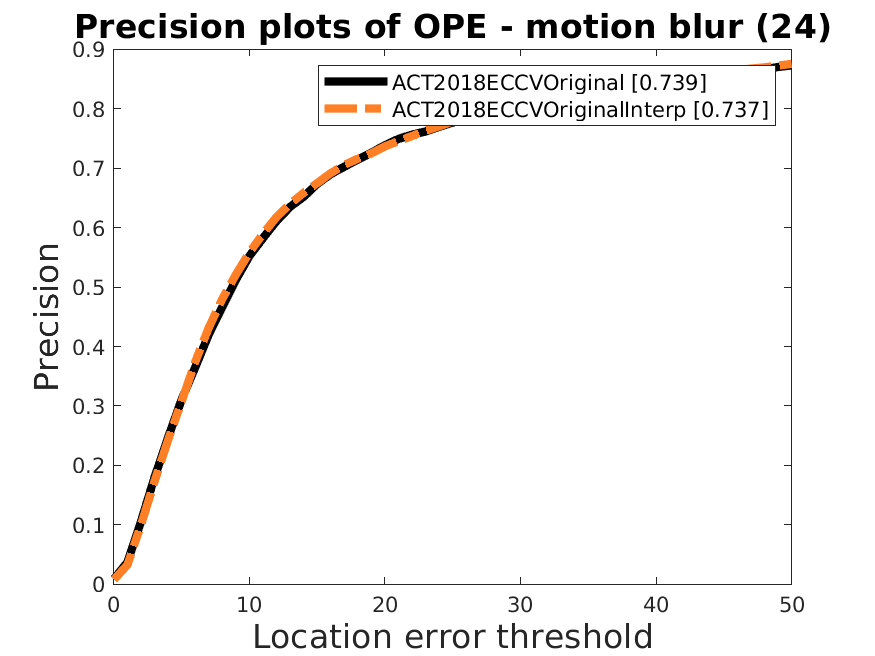 Precision plots of OPE - motion blur (24)
0.9
0.8
0.7
0.6
0.5
0.4
0.3
0.2
0.1
0
Precision
ACT2018ECCVOriginal [0.739]
ACT2018ECCVOriginalInterp [0.737]
0 10 20 30 40 50
Location error threshold